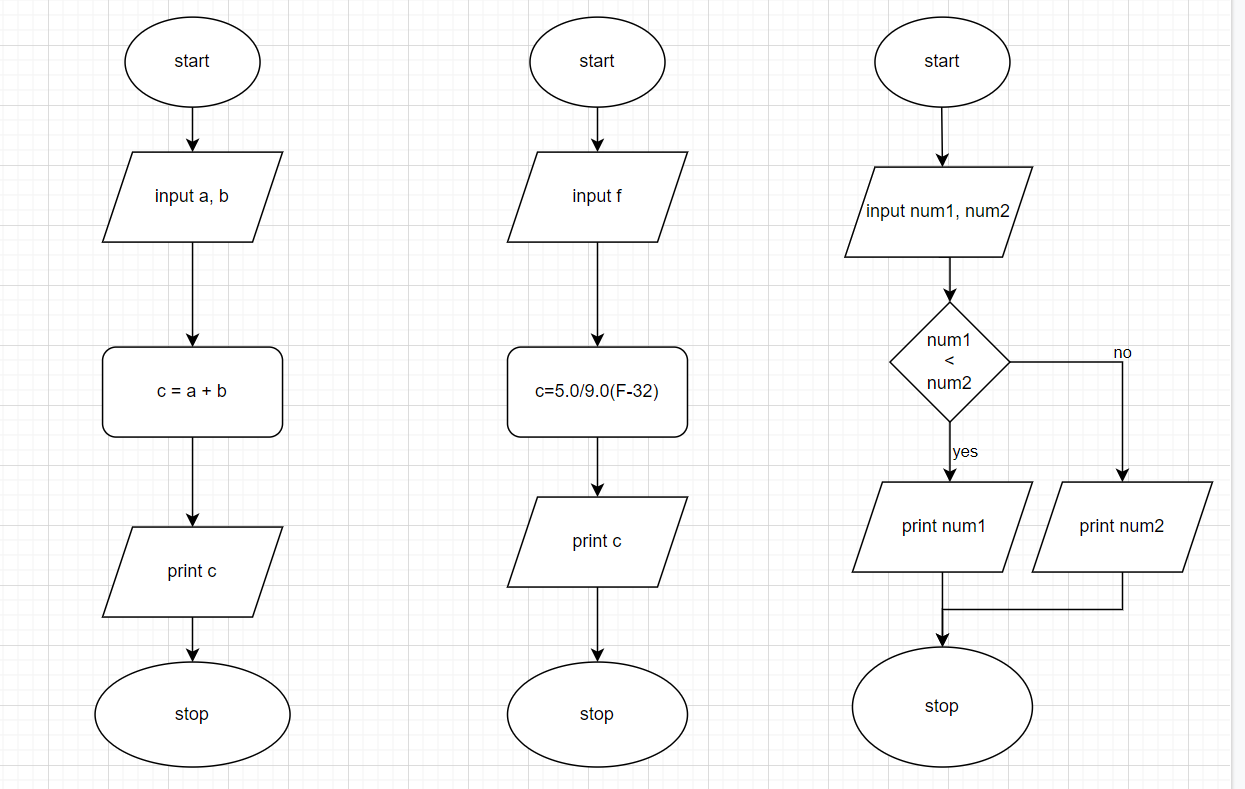 start
input a, b
c = a + b
print c
stop
start
input f
c=5.0/9.0(F-32)
print c
stop
start
input num1, num2
num1
<
num2
no
yes
print num1
print num2
stop